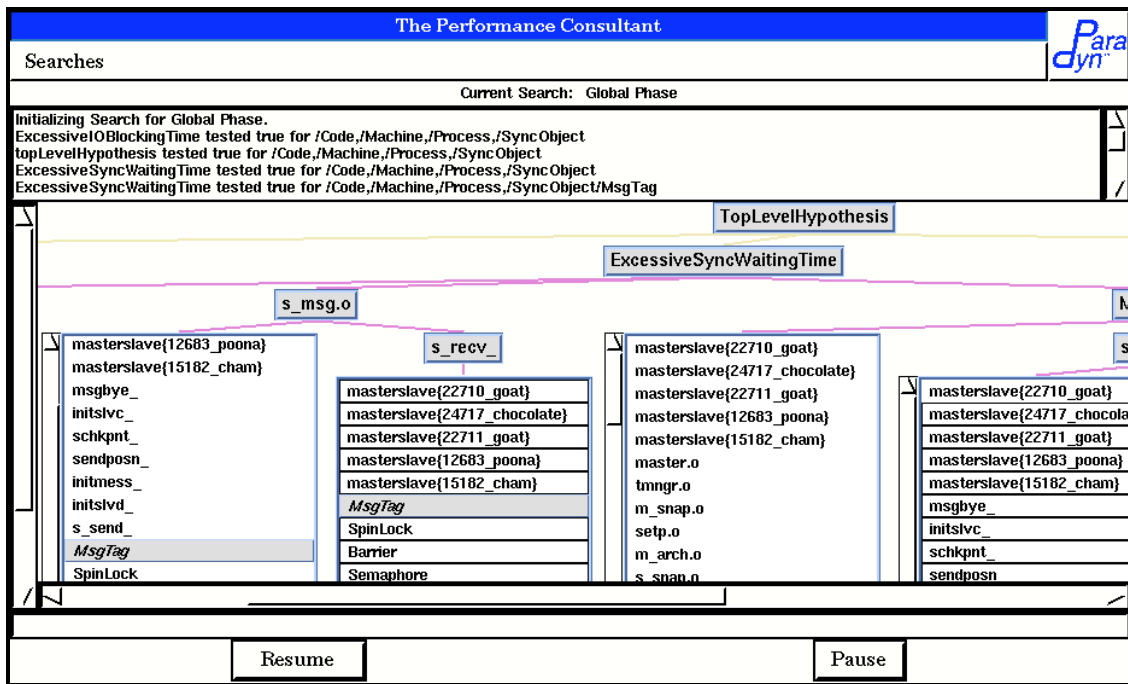 The Performance Consultant
Paradyn™
Searches
Current Search: Global Phase
Initializing Search for Global Phase.
ExcessiveIOBlockingTime tested true for /Code,/Machine,/Process,/SyncObject
topLevelHypothesis tested true for /Code,/Machine,/Process,/SyncObject
ExcessiveSyncWaitingTime tested true for /Code,/Machine,/Process,/SyncObject
ExcessiveSyncWaitingTime tested true for /Code,/Machine,/Process,/SyncObject/MsgTag
TopLevelHypothesis
ExcessiveSyncWaitingTime
s_msg.o
M
masterslave{12683_poona}
masterslave{15182_cham}
msgbye_
initslvc_
schkpnt_
sendposn_
initmess_
initslvd_
s_send_
MsgTag
SpinLock
s_recv_
masterslave{22710_goat}
masterslave{24717_chocolate}
masterslave{22711_goat}
masterslave{12683_poona}
masterslave{15182_cham}
MsgTag
SpinLock
Barrier
Semaphore
masterslave{22710_goat}
masterslave{24717_chocolate}
masterslave{22711_goat}
masterslave{12683_poona}
masterslave{15182_cham}
master.o
tmngr.o
m_snap.o
setp.o
m_arch.o
s_snap.o
s
masterslave{22710_goat}
masterslave{24717_chocola
masterslave{22711_goat}
masterslave{12683_poona}
masterslave{15182_cham}
msgbye_
initslvc_
schkpnt_
sendposn
Resume
Pause